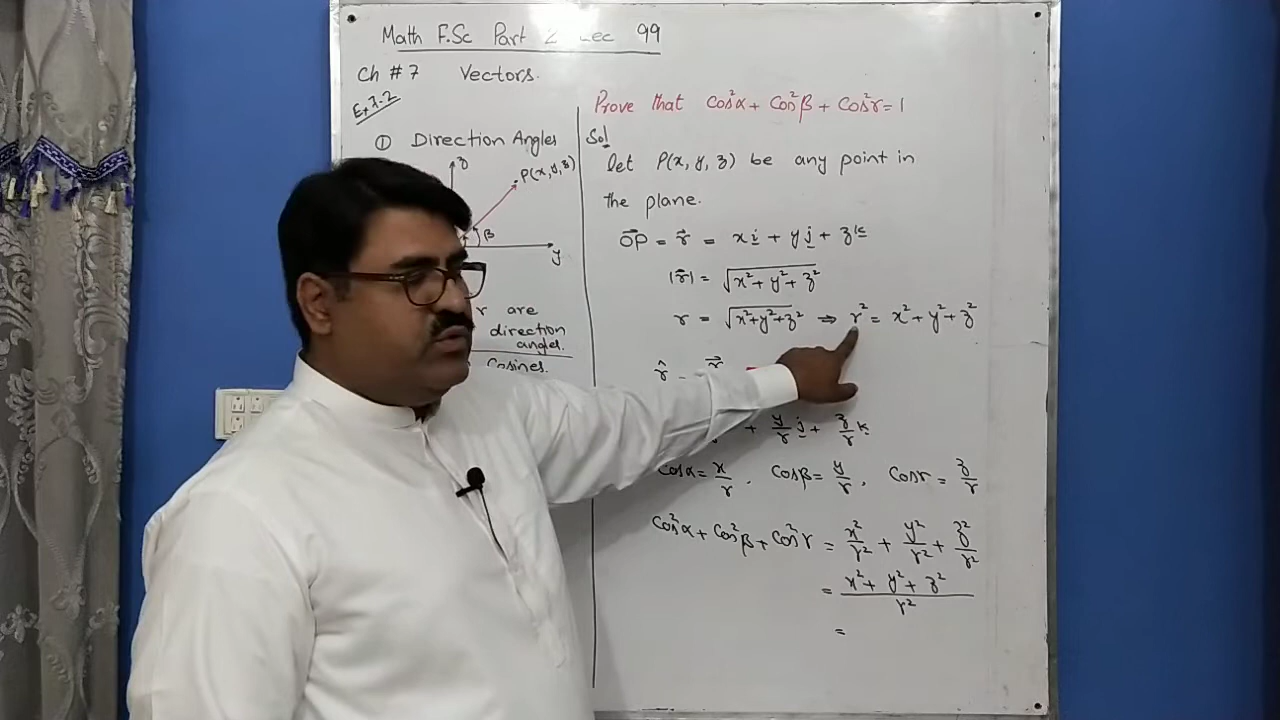 Math F.Sc Part 2 Lec 99
Ch # 7 Vectors.
Ex 7.2
① Direction Angles
z
P(x, y, z)
β
y
r are
direction
angles.
Cosines.
Prove that Cos²α + Cos²β + Cos²r = 1
Sol
let P(x, y, z) be any point in
the plane.
OP⃗ = r⃗ = x i + y j + z k
|r⃗| = √x² + y² + z²
r = √x² + y² + z² ⇒ r² = x² + y² + z²
r̂ = r⃗
+ y/r j + z/r k
Cosα = x/r , Cosβ = y/r , Cosr = z/r
Cos²α + Cos²β + Cos²r = x²/r² + y²/r² + z²/r²
= x² + y² + z² / r²
=